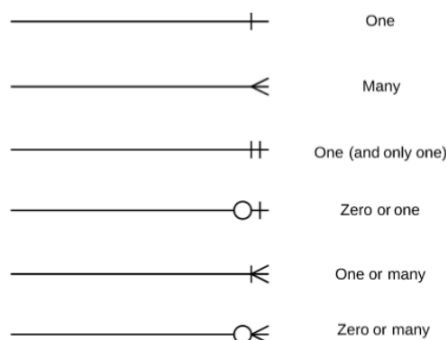 One
Many
One (and only one)
Zero or one
One or many
Zero or many